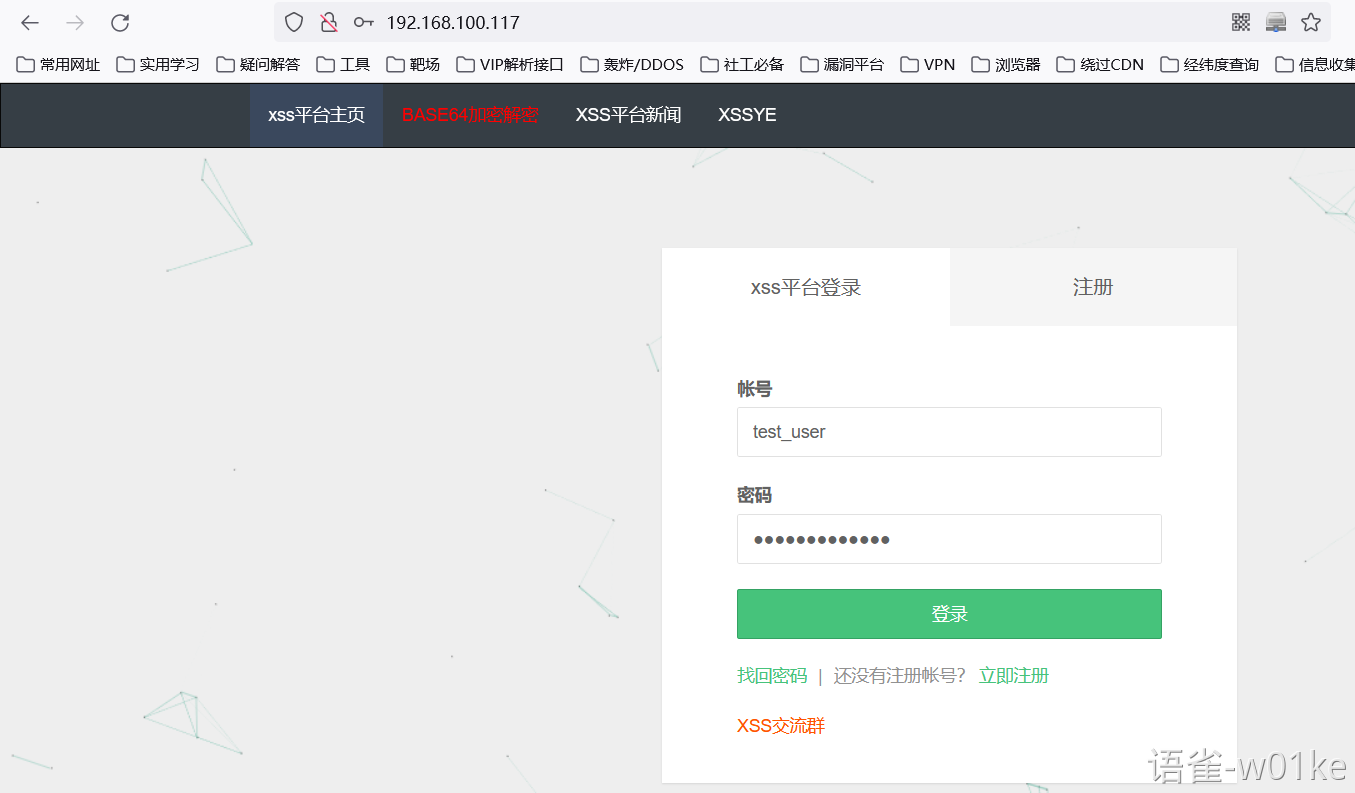 192.168.100.117
常用网址 实用学习 疑问解答 工具 靶场 VIP解析接口 轰炸/DDOS 社工必备 漏洞平台 VPN 浏览器 绕过CDN 经纬度查询 信息收集
xss平台主页 BASE64加密解密 XSS平台新闻 XSSYE
xss平台登录 注册
帐号
test_user
密码
•••••••••••••
登录
找回密码 | 还没有注册帐号? 立即注册
XSS交流群
语雀-w01ke